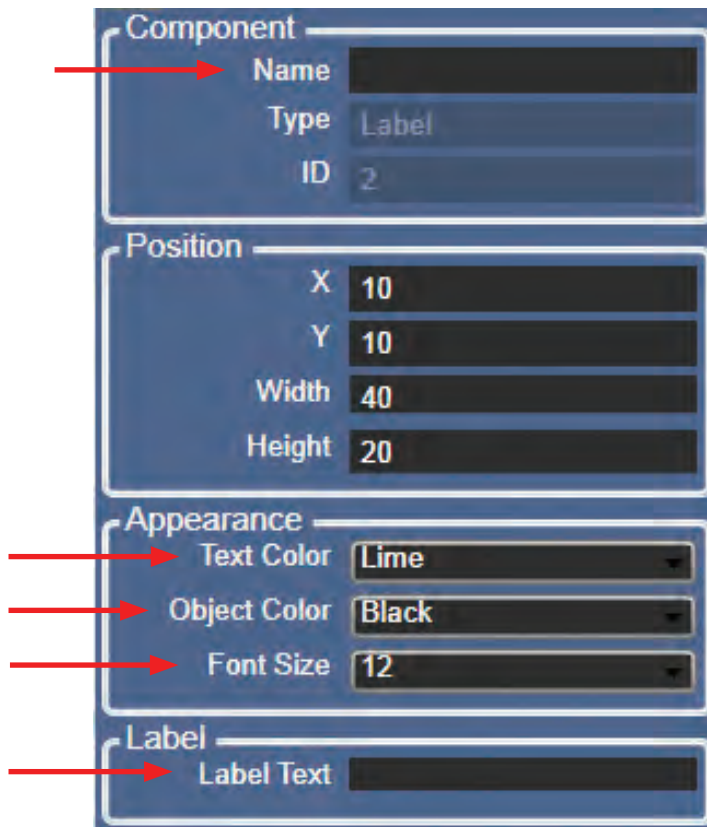 Component
Name
Type Label
ID 2
Position
X 10
Y 10
Width 40
Height 20
Appearance
Text Color Lime
Object Color Black
Font Size 12
Label
Label Text